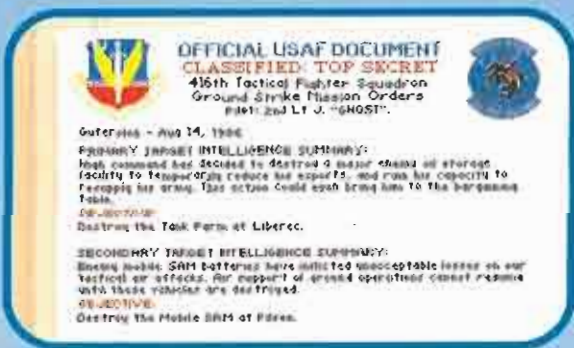 OFFICIAL USAF DOCUMENT
CLASSIFIED: TOP SECRET
416th Tactical Fighter Squadron
Ground Strike Mission Orders
Pilot: 2nd Lt J. "GHOST".
- Aug 14, 1986
PRIMARY TARGET INTELLIGENCE SUMMARY:
High command has decided to destroy a major enemy oil storage
facility to temporarily reduce his exports, and ruin his capacity to
resupply his army. This action could even bring him to the bargaining
table.
OBJECTIVE:
Destroy the Tank Farm at Liberec.
SECONDARY TARGET INTELLIGENCE SUMMARY:
Enemy mobile SAM batteries have inflicted unacceptable losses on our
tactical air attacks. Air support of ground operations cannot resume
until these vehicles are destroyed.
OBJECTIVE:
Destroy the Mobile SAM at